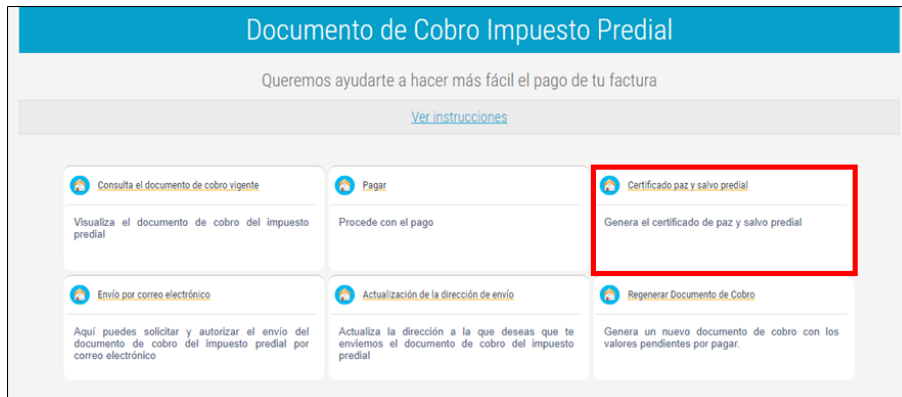 Documento de Cobro Impuesto Predial
Queremos ayudarte a hacer más fácil el pago de tu factura
Ver instrucciones
Consulta el documento de cobro vigente
Visualiza el documento de cobro del impuesto
predial
Pagar
Procede con el pago
Certificado paz y salvo predial
Genera el certificado de paz y salvo predial
Envío por correo electrónico
Aquí puedes solicitar y autorizar el envío del
documento de cobro del impuesto predial por
correo electrónico
Actualización de la dirección de envío
Actualiza la dirección a la que deseas que te
enviemos el documento de cobro del impuesto
predial
Regenerar Documento de Cobro
Genera un nuevo documento de cobro con los
valores pendientes por pagar.